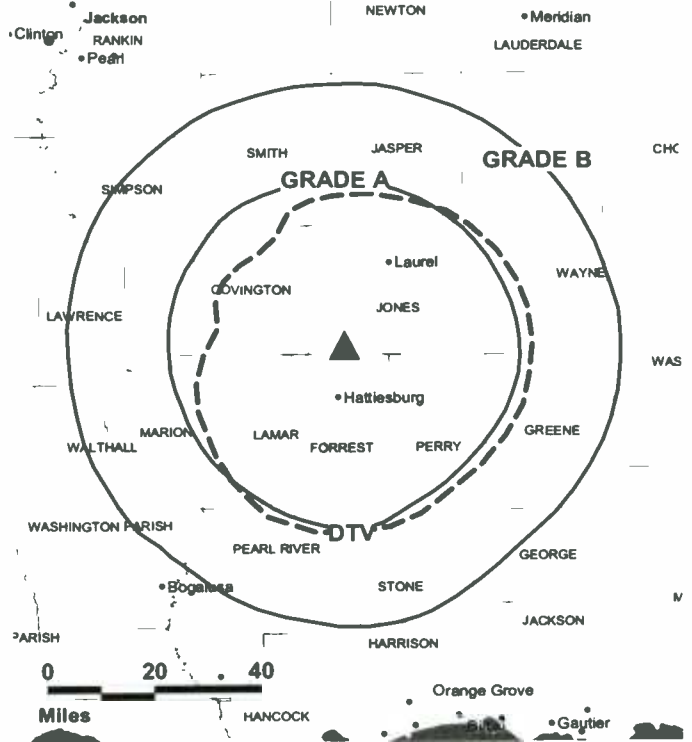 NEWTON
Jackson
Meridian
Clinton
RANKIN
LAUDERDALE
Pearl
SMITH
JASPER
GRADE B
CHO
GRADE A
SIMPSON
Laurel
WAYNE
COVINGTON
JONES
LAWRENCE
WAS
Hattiesburg
MARION
LAMAR
GREENE
WALTHALL
FORREST
PERRY
WASHINGTON PARISH
DTV
PEARL RIVER
GEORGE
Bogalusa
STONE
M
JACKSON
PARISH
HARRISON
0 20 40
Orange Grove
Miles
HANCOCK
Gautier